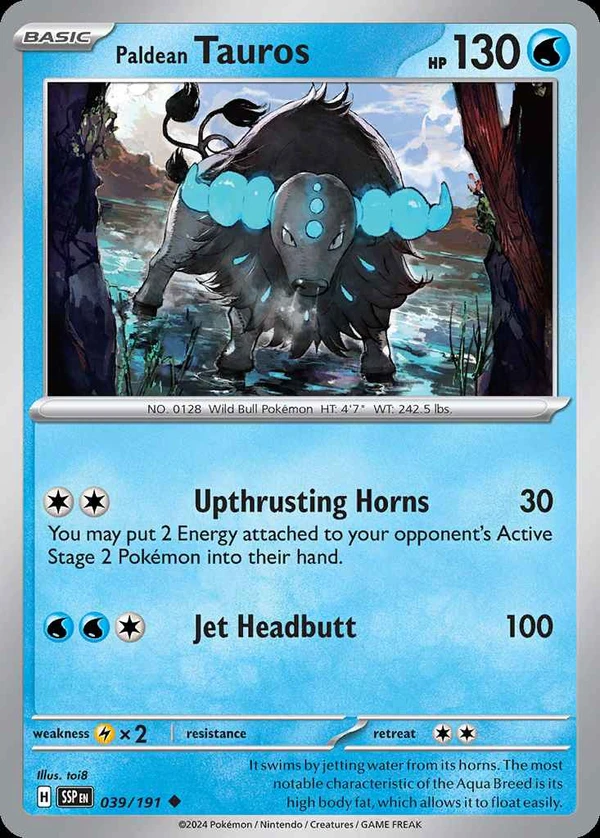 BASIC
Paldean Tauros HP 130
NO. 0128 Wild Bull Pokémon HT: 4'7" WT: 242.5 lbs.
Upthrusting Horns 30
You may put 2 Energy attached to your opponent's Active
Stage 2 Pokémon into their hand.
Jet Headbutt 100
weakness ×2 resistance retreat
Illus. toi8
It swims by jetting water from its horns. The most
notable characteristic of the Aqua Breed is its
high body fat, which allows it to float easily.
H SSP EN 039/191
©2024 Pokémon / Nintendo / Creatures / GAME FREAK